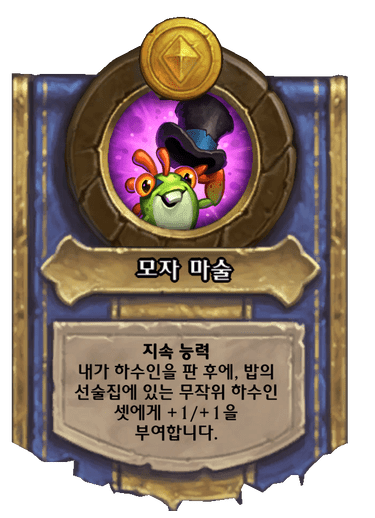 모자 마술
지속 능력
내가 하수인을 판 후에, 밥의
선술집에 있는 무작위 하수인
셋에게 +1/+1을
부여합니다.